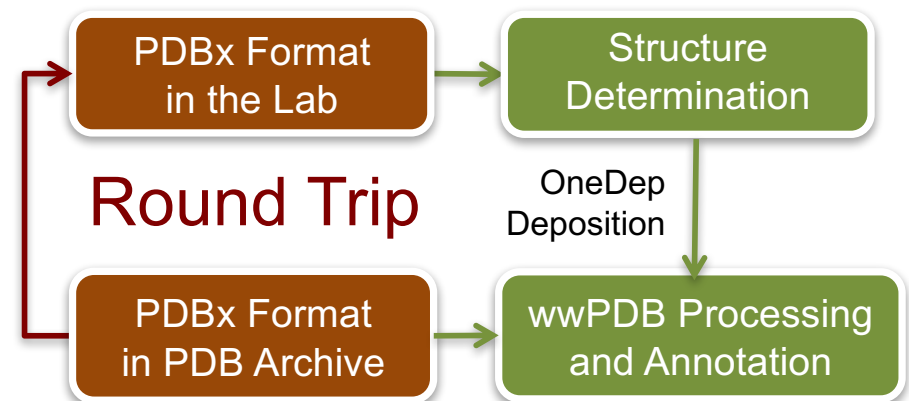 PDBx Format
in the Lab
Structure
Determination
Round Trip
OneDep
Deposition
PDBx Format
in PDB Archive
wwPDB Processing
and Annotation